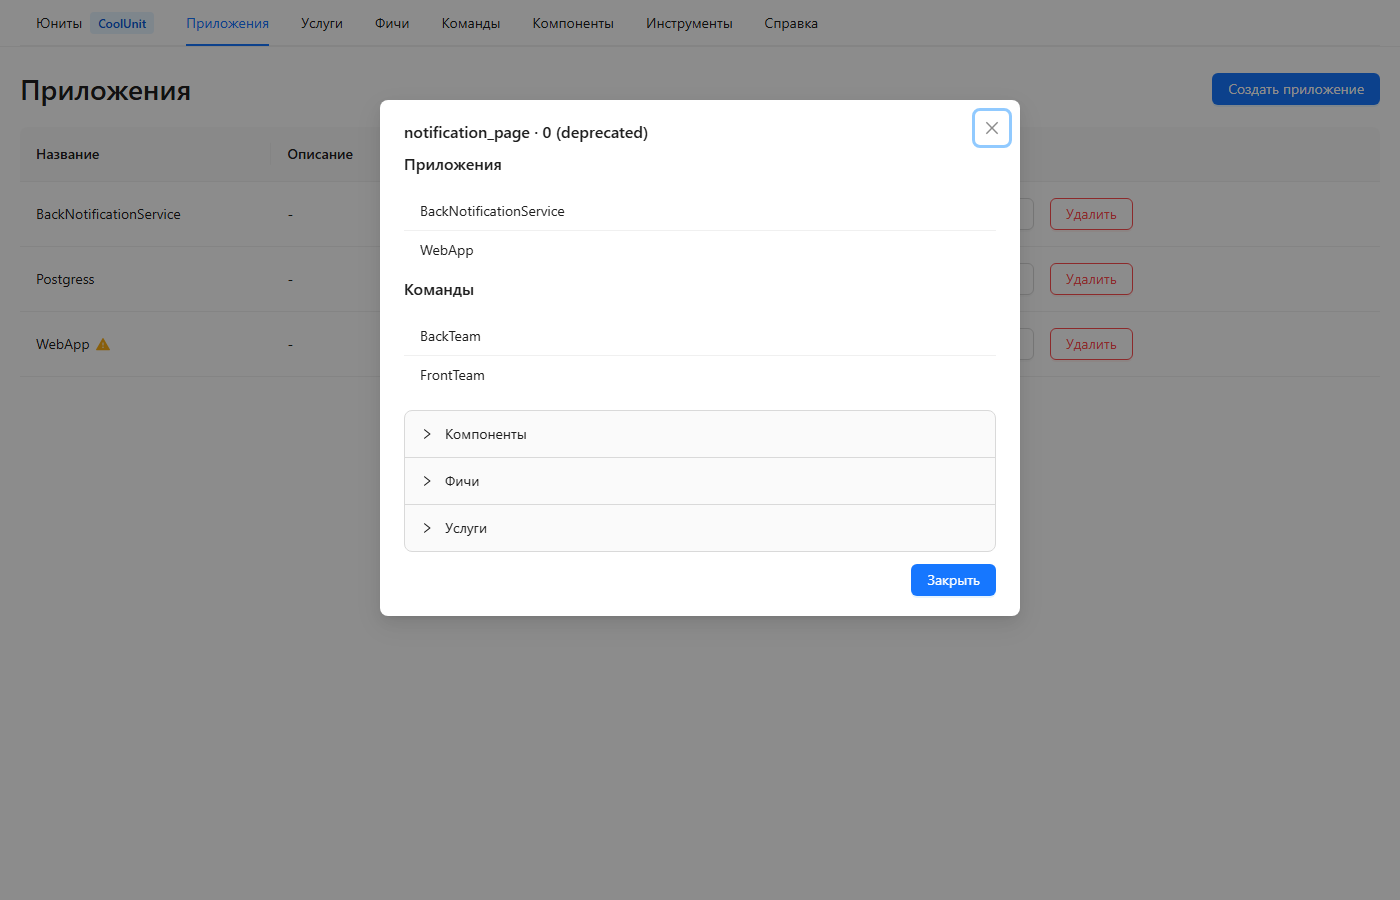 Юниты CoolUnit Приложения Услуги Фичи Команды Компоненты Инструменты Справка
Приложения
Создать приложение
Название Описание
BackNotificationService - Удалить
Postgress - Удалить
WebApp - Удалить
notification_page · 0 (deprecated)
Приложения
BackNotificationService
WebApp
Команды
BackTeam
FrontTeam
Компоненты
Фичи
Услуги
Закрыть